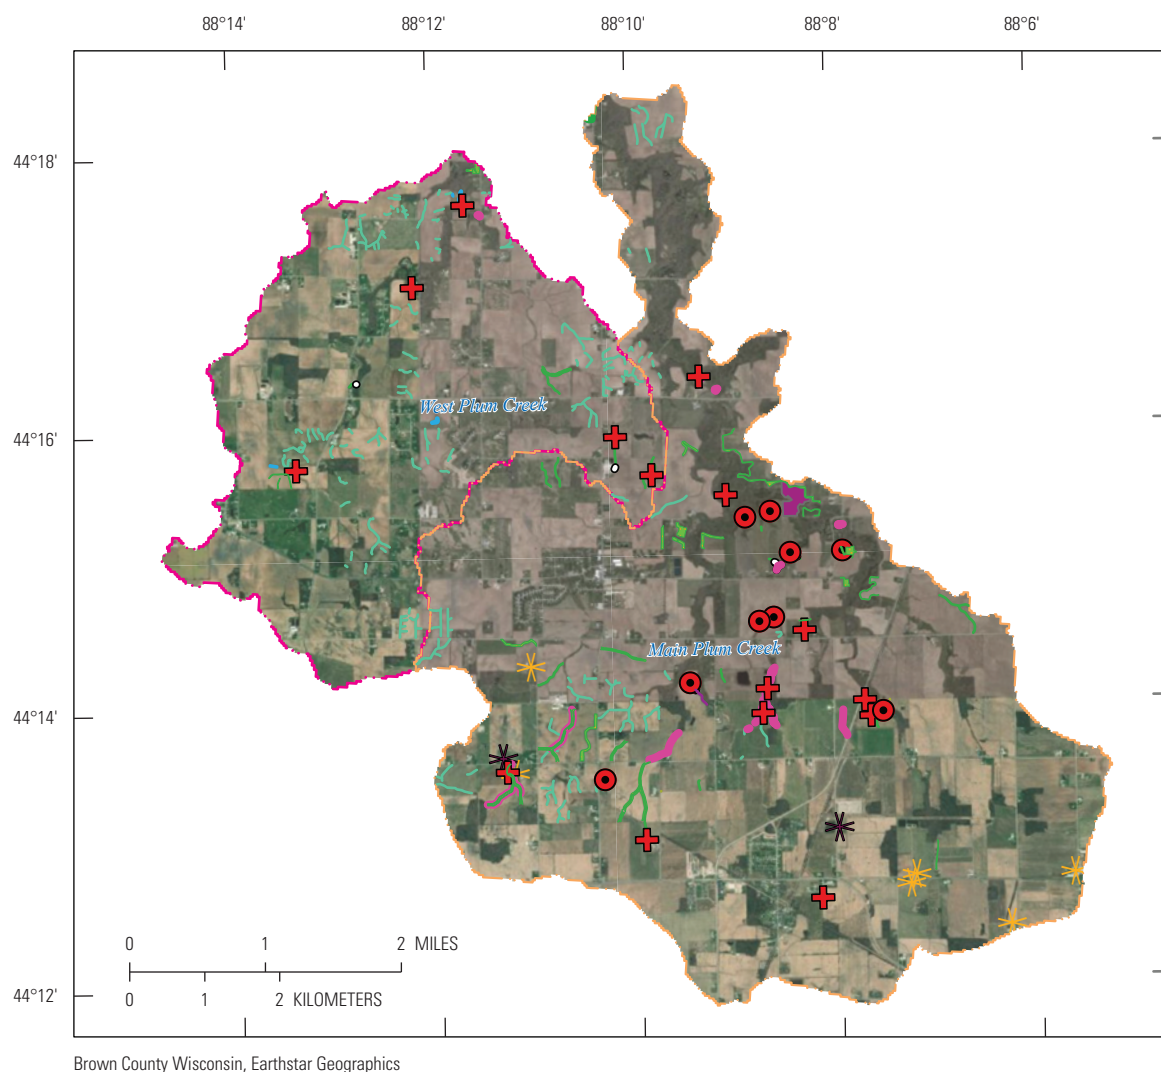 88°14' 88°12' 88°10' 88°8' 88°6'
44°18'
44°16'
West Plum Creek
Main Plum Creek
44°14'
0 1 2 MILES
0 1 2 KILOMETERS
44°12'
Brown County Wisconsin, Earthstar Geographics